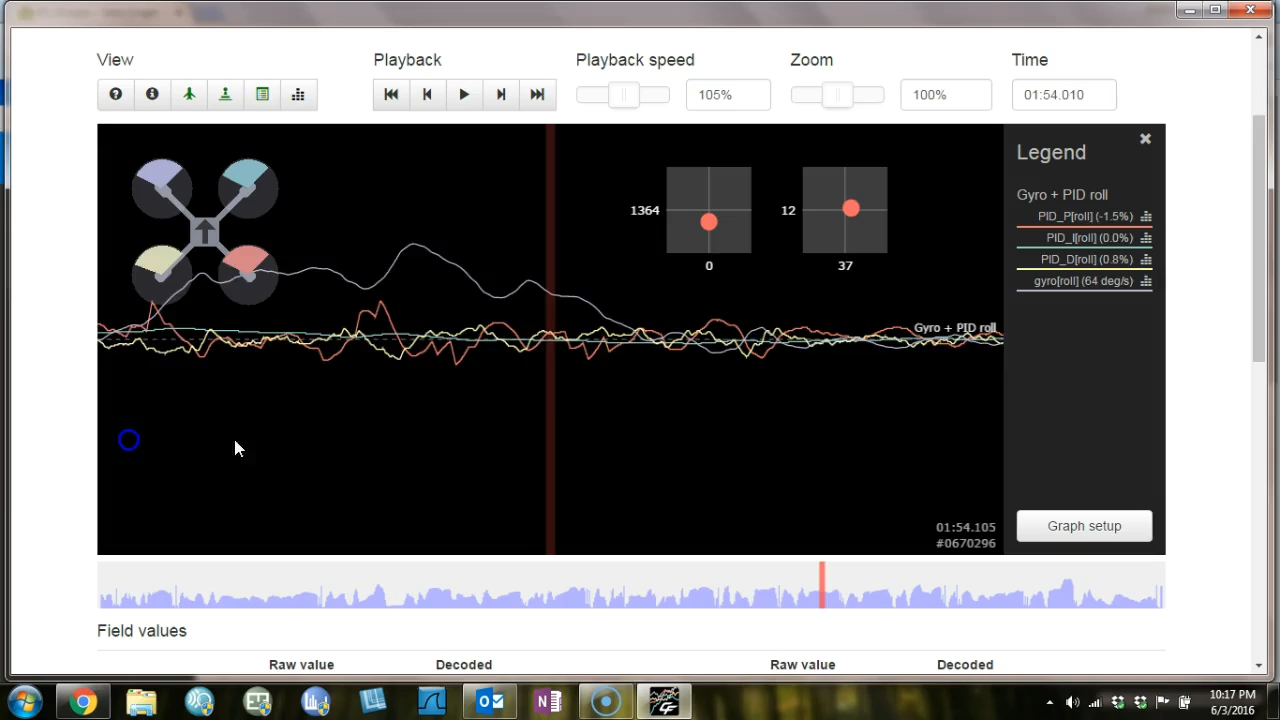 View
Playback
Playback speed
Zoom
Time
105%
100%
01:54.010
Legend
Gyro + PID roll
PID_P[roll] (-1.5%)
PID_I[roll] (0.0%)
PID_D[roll] (0.8%)
gyro[roll] (64 deg/s)
1364
0
12
37
Gyro + PID roll
01:54.105
#0670296
Graph setup
Field values
Raw value
Decoded
Raw value
Decoded
10:17 PM
6/3/2016